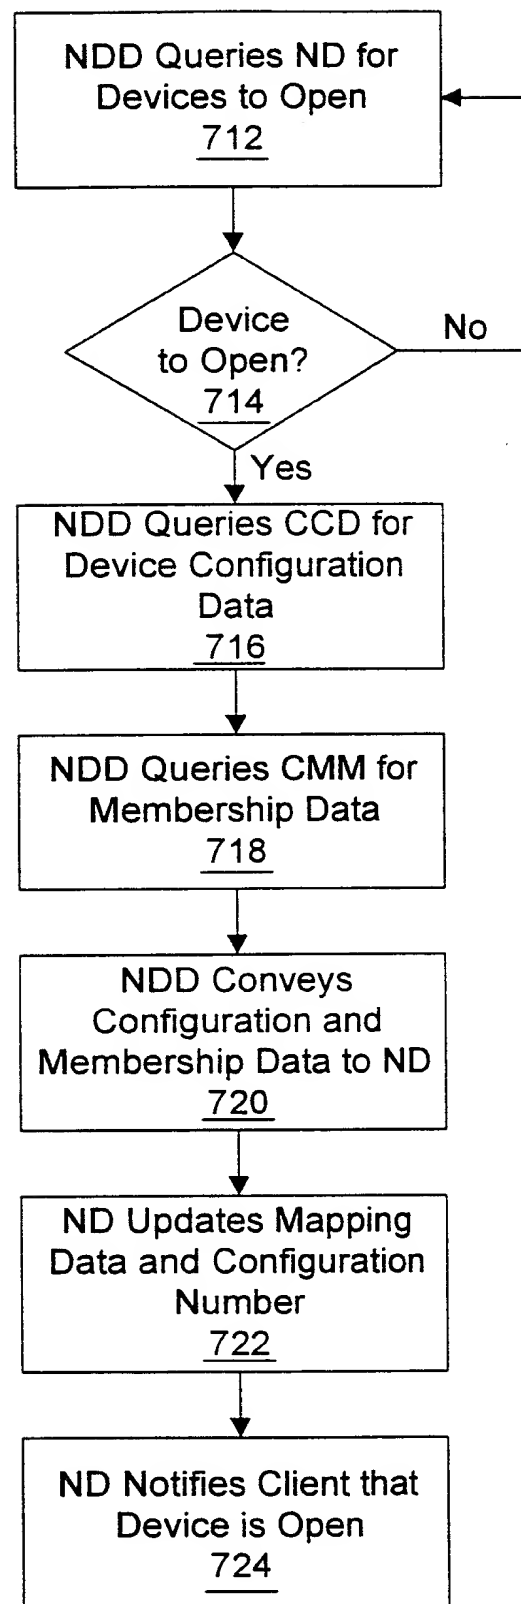 NDD Queries ND for
Devices to Open
712
Device
to Open?
714
No
Yes
NDD Queries CCD for
Device Configuration
Data
716
NDD Queries CMM for
Membership Data
718
NDD Conveys
Configuration and
Membership Data to ND
720
ND Updates Mapping
Data and Configuration
Number
722
ND Notifies Client that
Device is Open
724